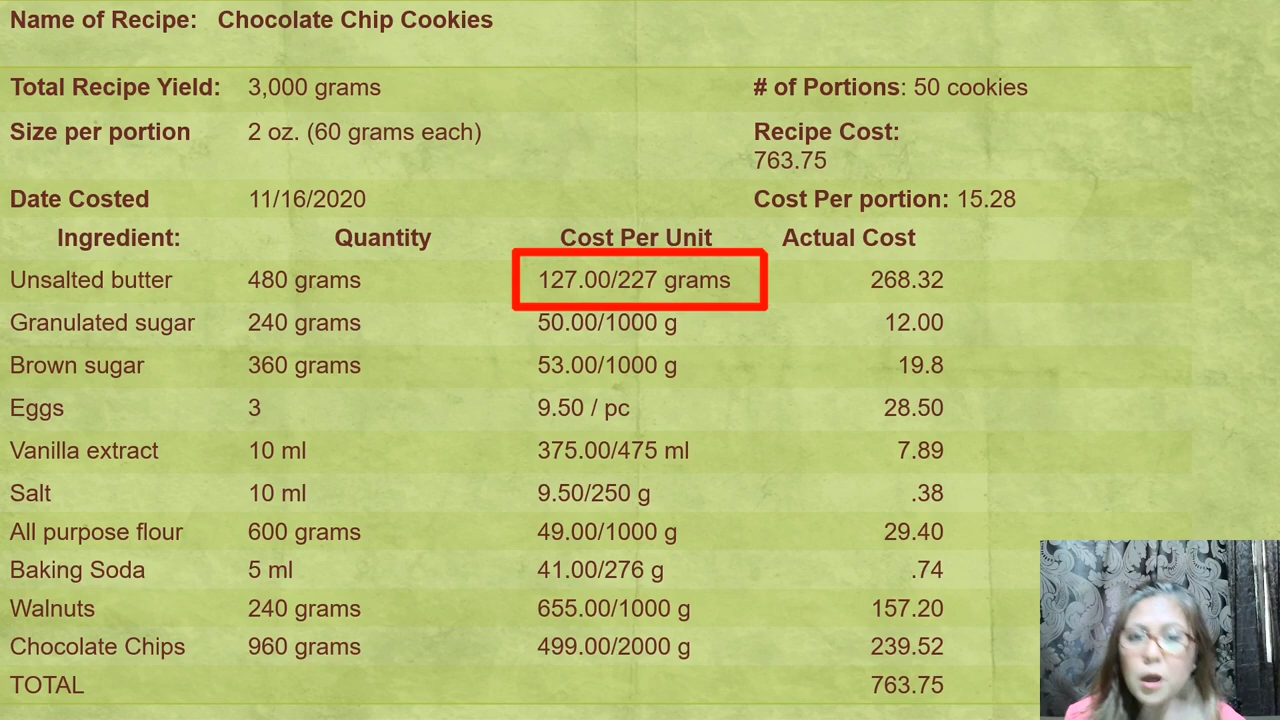 Name of Recipe: Chocolate Chip Cookies
Total Recipe Yield: 3,000 grams # of Portions: 50 cookies
Size per portion 2 oz. (60 grams each) Recipe Cost:
763.75
Date Costed 11/16/2020 Cost Per portion: 15.28
Ingredient: Quantity Cost Per Unit Actual Cost
Unsalted butter 480 grams 127.00/227 grams 268.32
Granulated sugar 240 grams 50.00/1000 g 12.00
Brown sugar 360 grams 53.00/1000 g 19.8
Eggs 3 9.50 / pc 28.50
Vanilla extract 10 ml 375.00/475 ml 7.89
Salt 10 ml 9.50/250 g .38
All purpose flour 600 grams 49.00/1000 g 29.40
Baking Soda 5 ml 41.00/276 g .74
Walnuts 240 grams 655.00/1000 g 157.20
Chocolate Chips 960 grams 499.00/2000 g 239.52
TOTAL 763.75